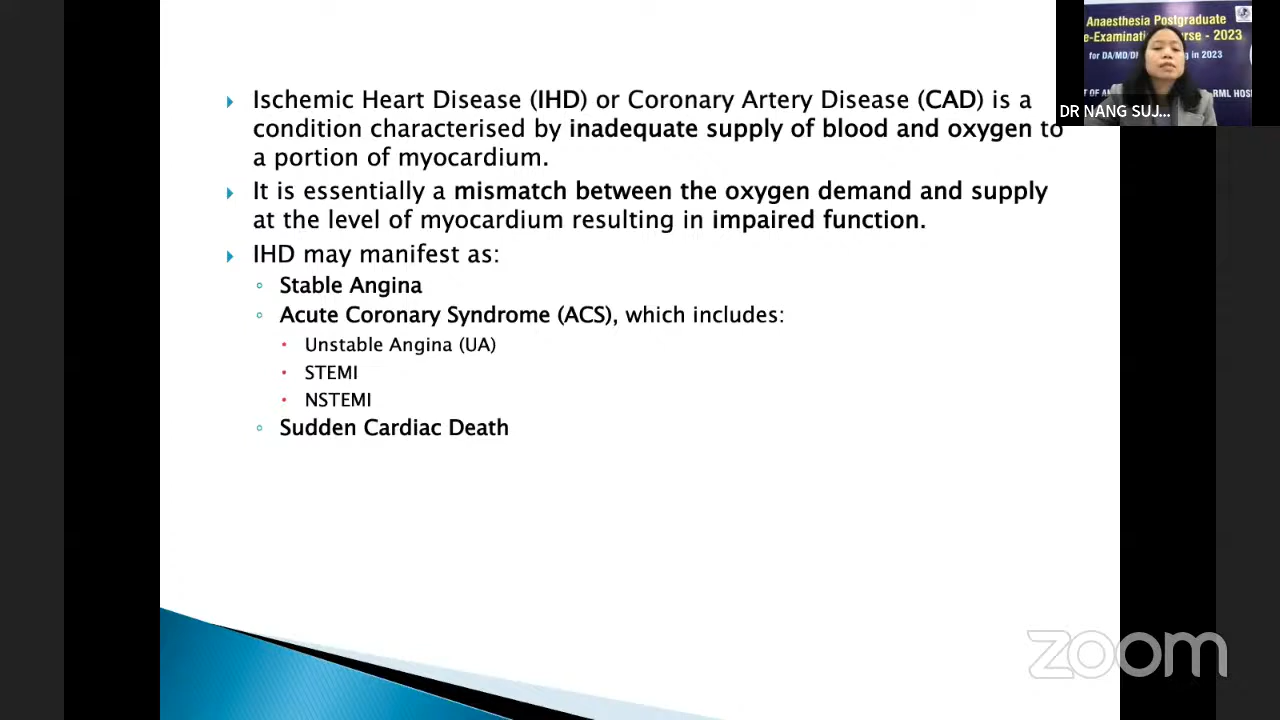 Ischemic Heart Disease (IHD) or Coronary Artery Disease (CAD) is a
condition characterised by inadequate supply of blood and oxygen to
a portion of myocardium.
It is essentially a mismatch between the oxygen demand and supply
at the level of myocardium resulting in impaired function.
IHD may manifest as:
Stable Angina
Acute Coronary Syndrome (ACS), which includes:
Unstable Angina (UA)
STEMI
NSTEMI
Sudden Cardiac Death
Anaesthesia Postgraduate
2023
for DA/MD/
in 2023
RML
DR NANG SUJ...
zoom